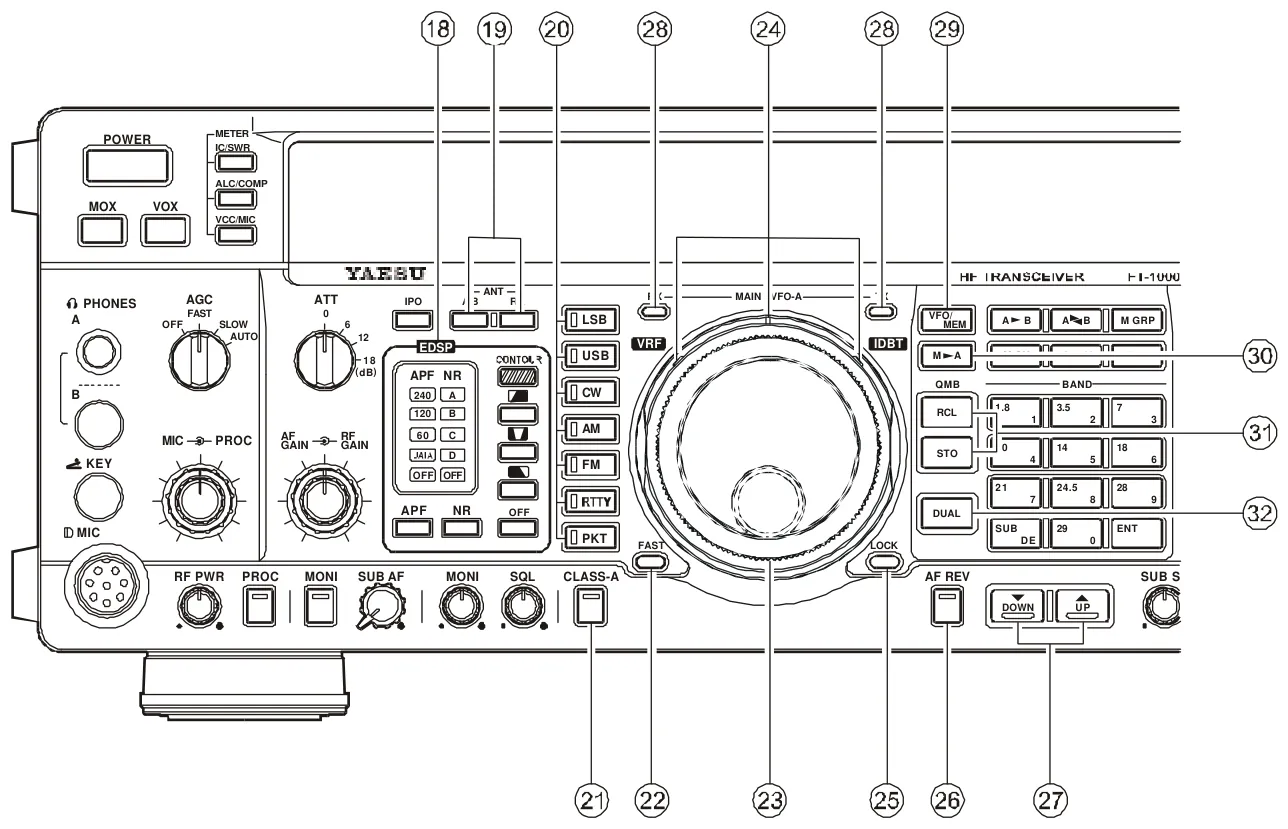 18 19 20 28 24 28 29
POWER
METER
IC/SWR
ALC/COMP
VCC/MIC
MOX VOX
YAESU
HF TRANSCEIVER
PHONES
A
B
KEY
MIC
AGC
OFF FAST SLOW AUTO
ATT
0 6 12 18
(dB)
MIC PROC
AF GAIN RF GAIN
IPO
ANT
EDSP
APF NR
240 A
120 B
60 C
D
OFF OFF
APF NR
CONTOUR
OFF
LSB
USB
CW
AM
FM
RTTY
PKT
MAIN VFO-A
VRF
IDBT
FAST
LOCK
VFO/
MEM
A►B
M GRP
M►A
30
QMB
RCL
STO
DUAL
31
32
BAND
1.8 1 3.5 2 7 3
4 14 5 18 6
21 7 24.5 8 28 9
SUB 29 0 ENT
RF PWR PROC MONI SUB AF MONI SQL CLASS-A
AF REV
DOWN UP
21 22 23 25 26 27